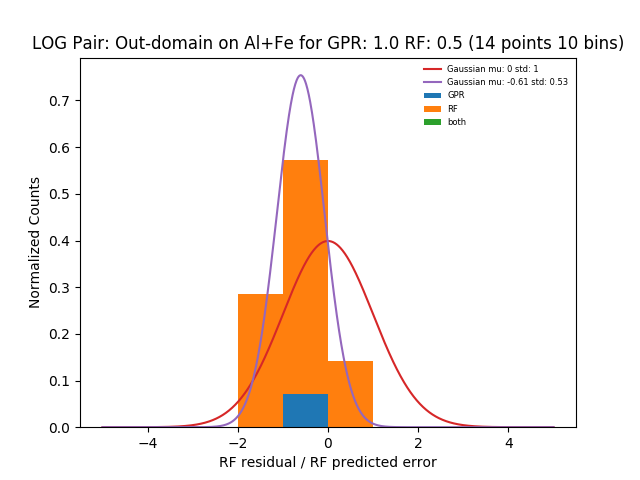 LOG Pair: Out-domain on Al+Fe for GPR: 1.0 RF: 0.5 (14 points 10 bins)
Gaussian mu: 0 std: 1
Gaussian mu: -0.61 std: 0.53
GPR
RF
both
Normalized Counts
0.7
0.6
0.5
0.4
0.3
0.2
0.1
0.0
−4 −2 0 2 4
RF residual / RF predicted error